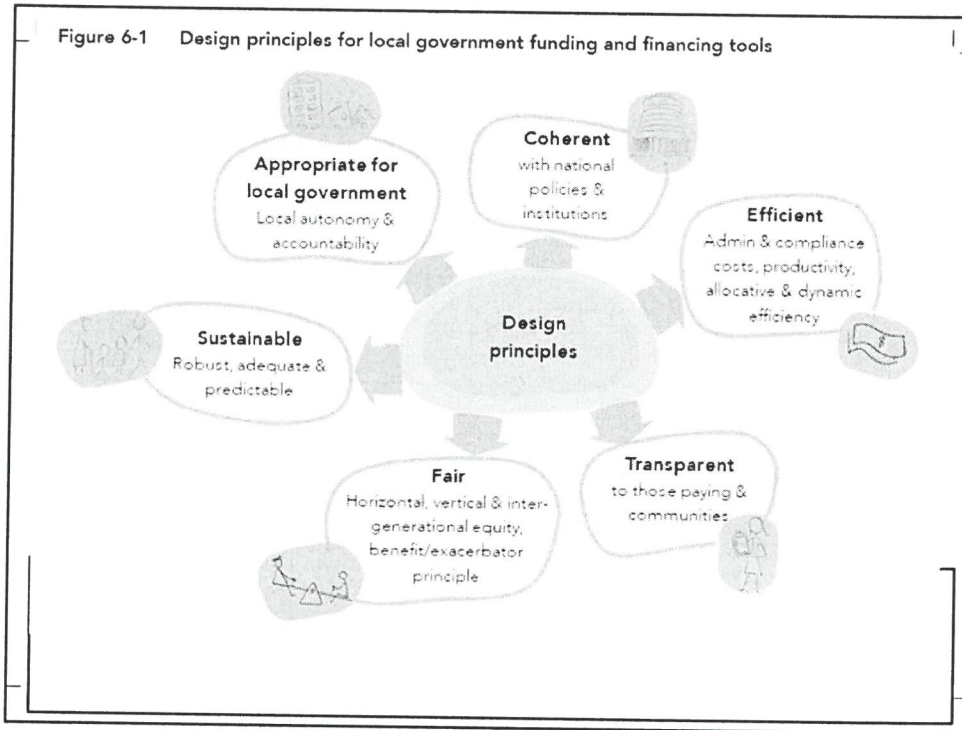 Figure 6-1 Design principles for local government funding and financing tools
Appropriate for
local government
Local autonomy &
accountability
Coherent
with national
policies &
institutions
Efficient
Admin & compliance
costs, productivity,
allocative & dynamic
efficiency
Design
principles
Sustainable
Robust, adequate &
predictable
Fair
Horizontal, vertical & inter-
generational equity,
benefit/exacerbator
principle
Transparent
to those paying &
communities